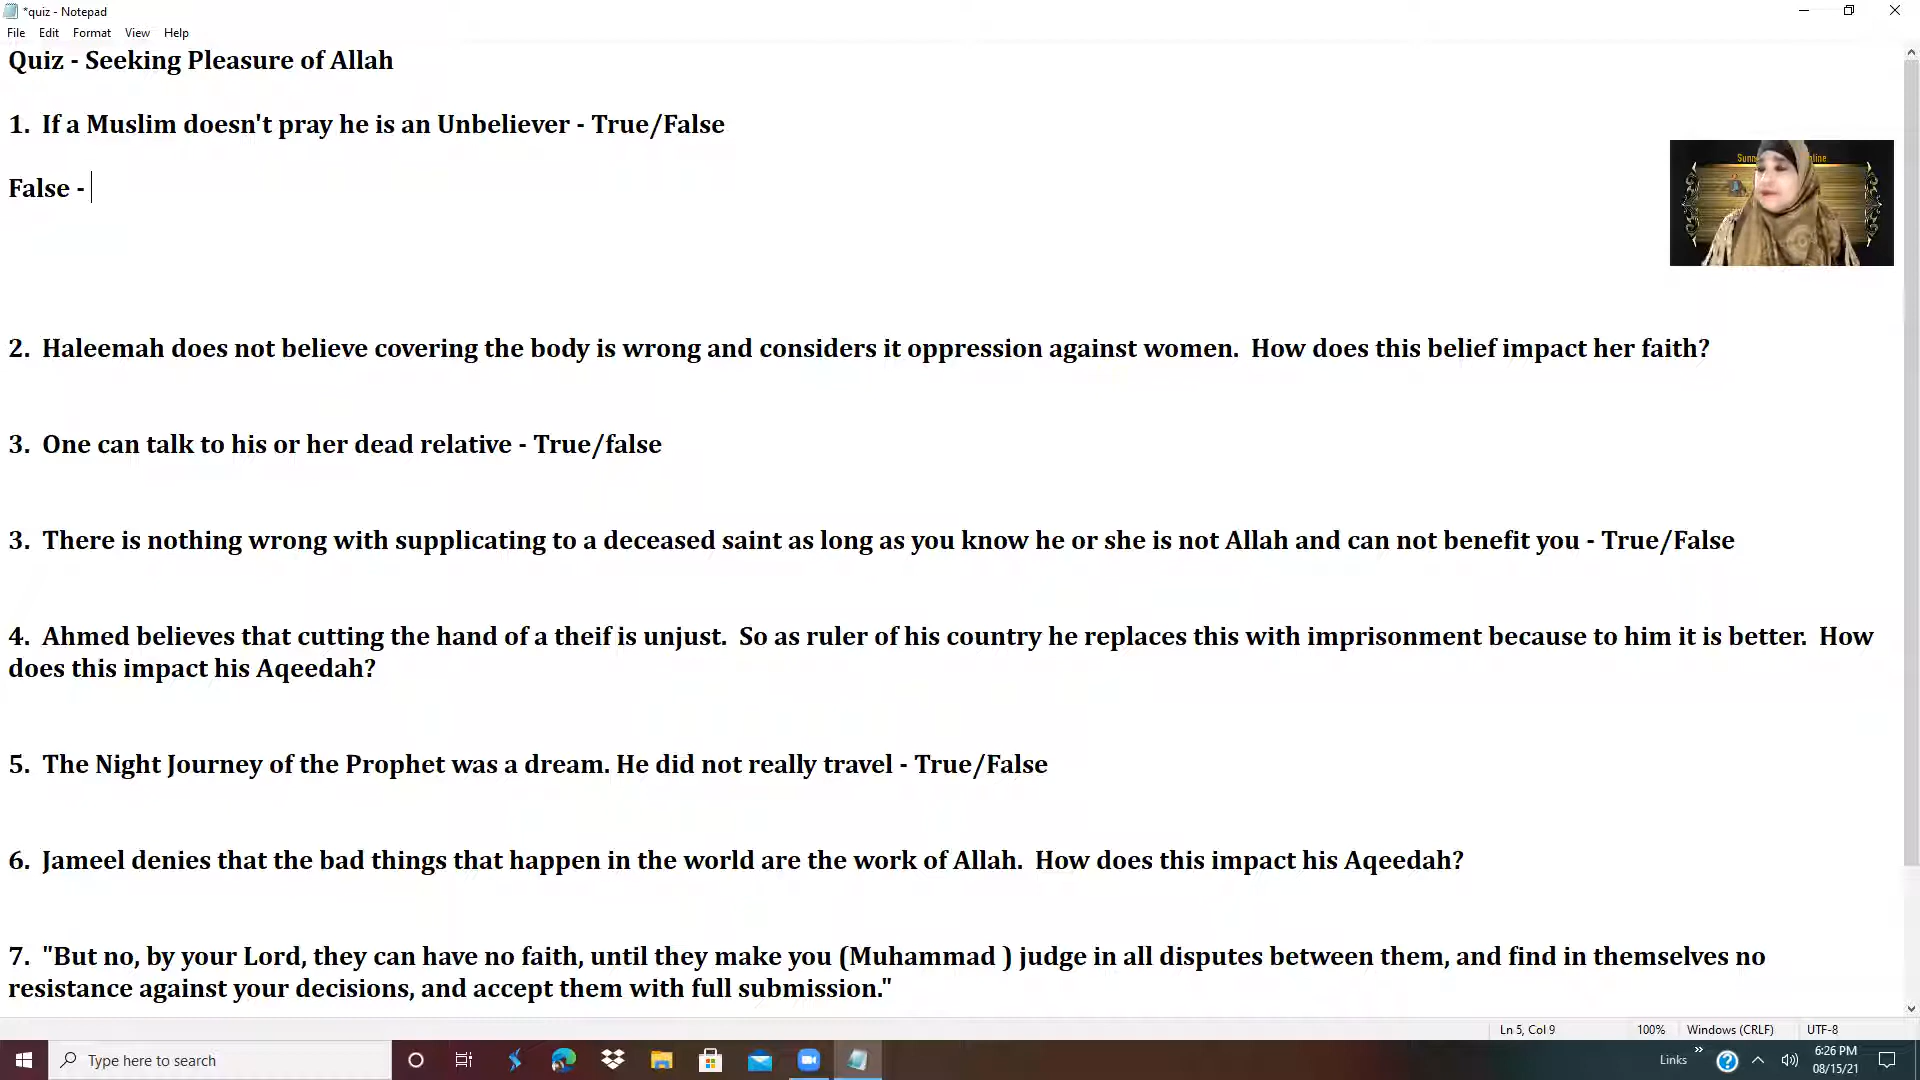 *quiz - Notepad
File Edit Format View Help
Quiz - Seeking Pleasure of Allah
1. If a Muslim doesn't pray he is an Unbeliever - True/False
False -
2. Haleemah does not believe covering the body is wrong and considers it oppression against women. How does this belief impact her faith?
3. One can talk to his or her dead relative - True/false
3. There is nothing wrong with supplicating to a deceased saint as long as you know he or she is not Allah and can not benefit you - True/False
4. Ahmed believes that cutting the hand of a theif is unjust. So as ruler of his country he replaces this with imprisonment because to him it is better. How
does this impact his Aqeedah?
5. The Night Journey of the Prophet was a dream. He did not really travel - True/False
6. Jameel denies that the bad things that happen in the world are the work of Allah. How does this impact his Aqeedah?
7. "But no, by your Lord, they can have no faith, until they make you (Muhammad ) judge in all disputes between them, and find in themselves no
resistance against your decisions, and accept them with full submission."
Ln 5, Col 9 100% Windows (CRLF) UTF-8
Type here to search
Links
6:26 PM
08/15/21